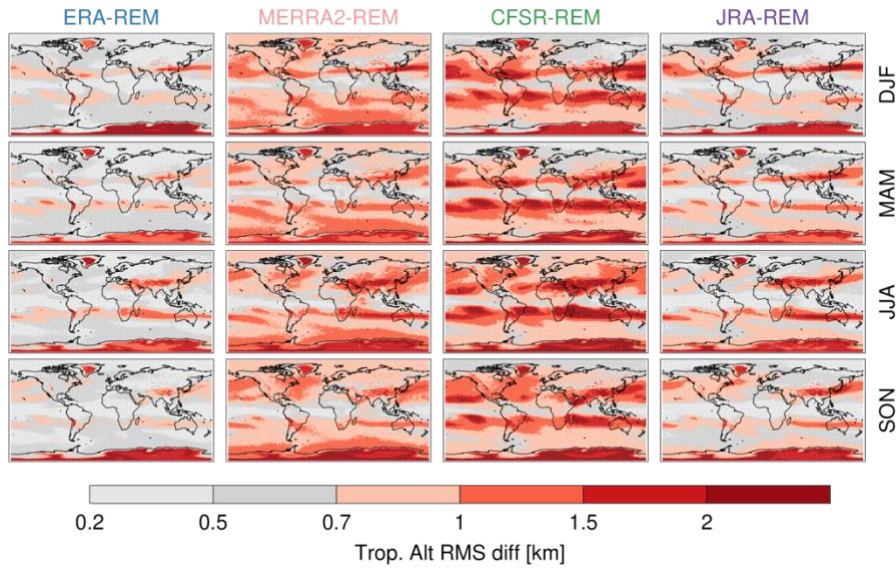 ERA-REM MERRA2-REM CFSR-REM JRA-REM
DJF
MAM
JJA
SON
0.2 0.5 0.7 1 1.5 2
Trop. Alt RMS diff [km]